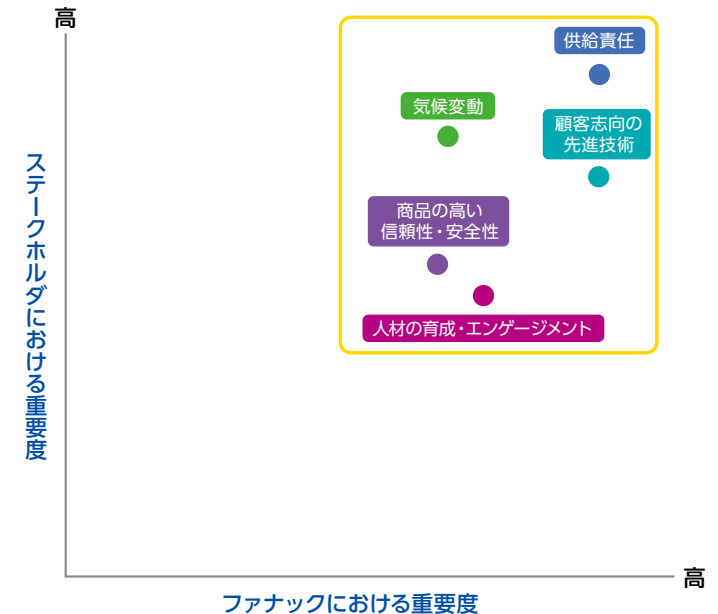 高
供給責任
気候変動
顧客志向の
先進技術
商品の高い
信頼性・安全性
人材の育成・エンゲージメント
ステークホルダにおける重要度
高
ファナックにおける重要度